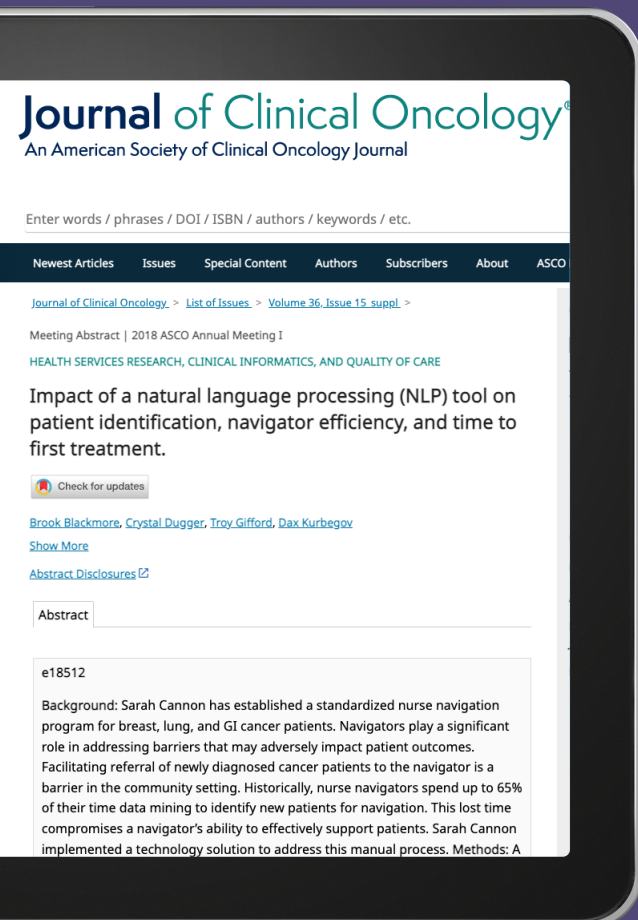 Journal of Clinical Oncology®
An American Society of Clinical Oncology Journal
Enter words / phrases / DOI / ISBN / authors / keywords / etc.
Newest Articles Issues Special Content Authors Subscribers About ASCO
Journal of Clinical Oncology > List of Issues > Volume 36, Issue 15_suppl >
Meeting Abstract | 2018 ASCO Annual Meeting I
HEALTH SERVICES RESEARCH, CLINICAL INFORMATICS, AND QUALITY OF CARE
Impact of a natural language processing (NLP) tool on
patient identification, navigator efficiency, and time to
first treatment.
Check for updates
Brook Blackmore, Crystal Dugger, Troy Gifford, Dax Kurbegov
Show More
Abstract Disclosures
Abstract
e18512
Background: Sarah Cannon has established a standardized nurse navigation
program for breast, lung, and GI cancer patients. Navigators play a significant
role in addressing barriers that may adversely impact patient outcomes.
Facilitating referral of newly diagnosed cancer patients to the navigator is a
barrier in the community setting. Historically, nurse navigators spend up to 65%
of their time data mining to identify new patients for navigation. This lost time
compromises a navigator's ability to effectively support patients. Sarah Cannon
implemented a technology solution to address this manual process. Methods: A